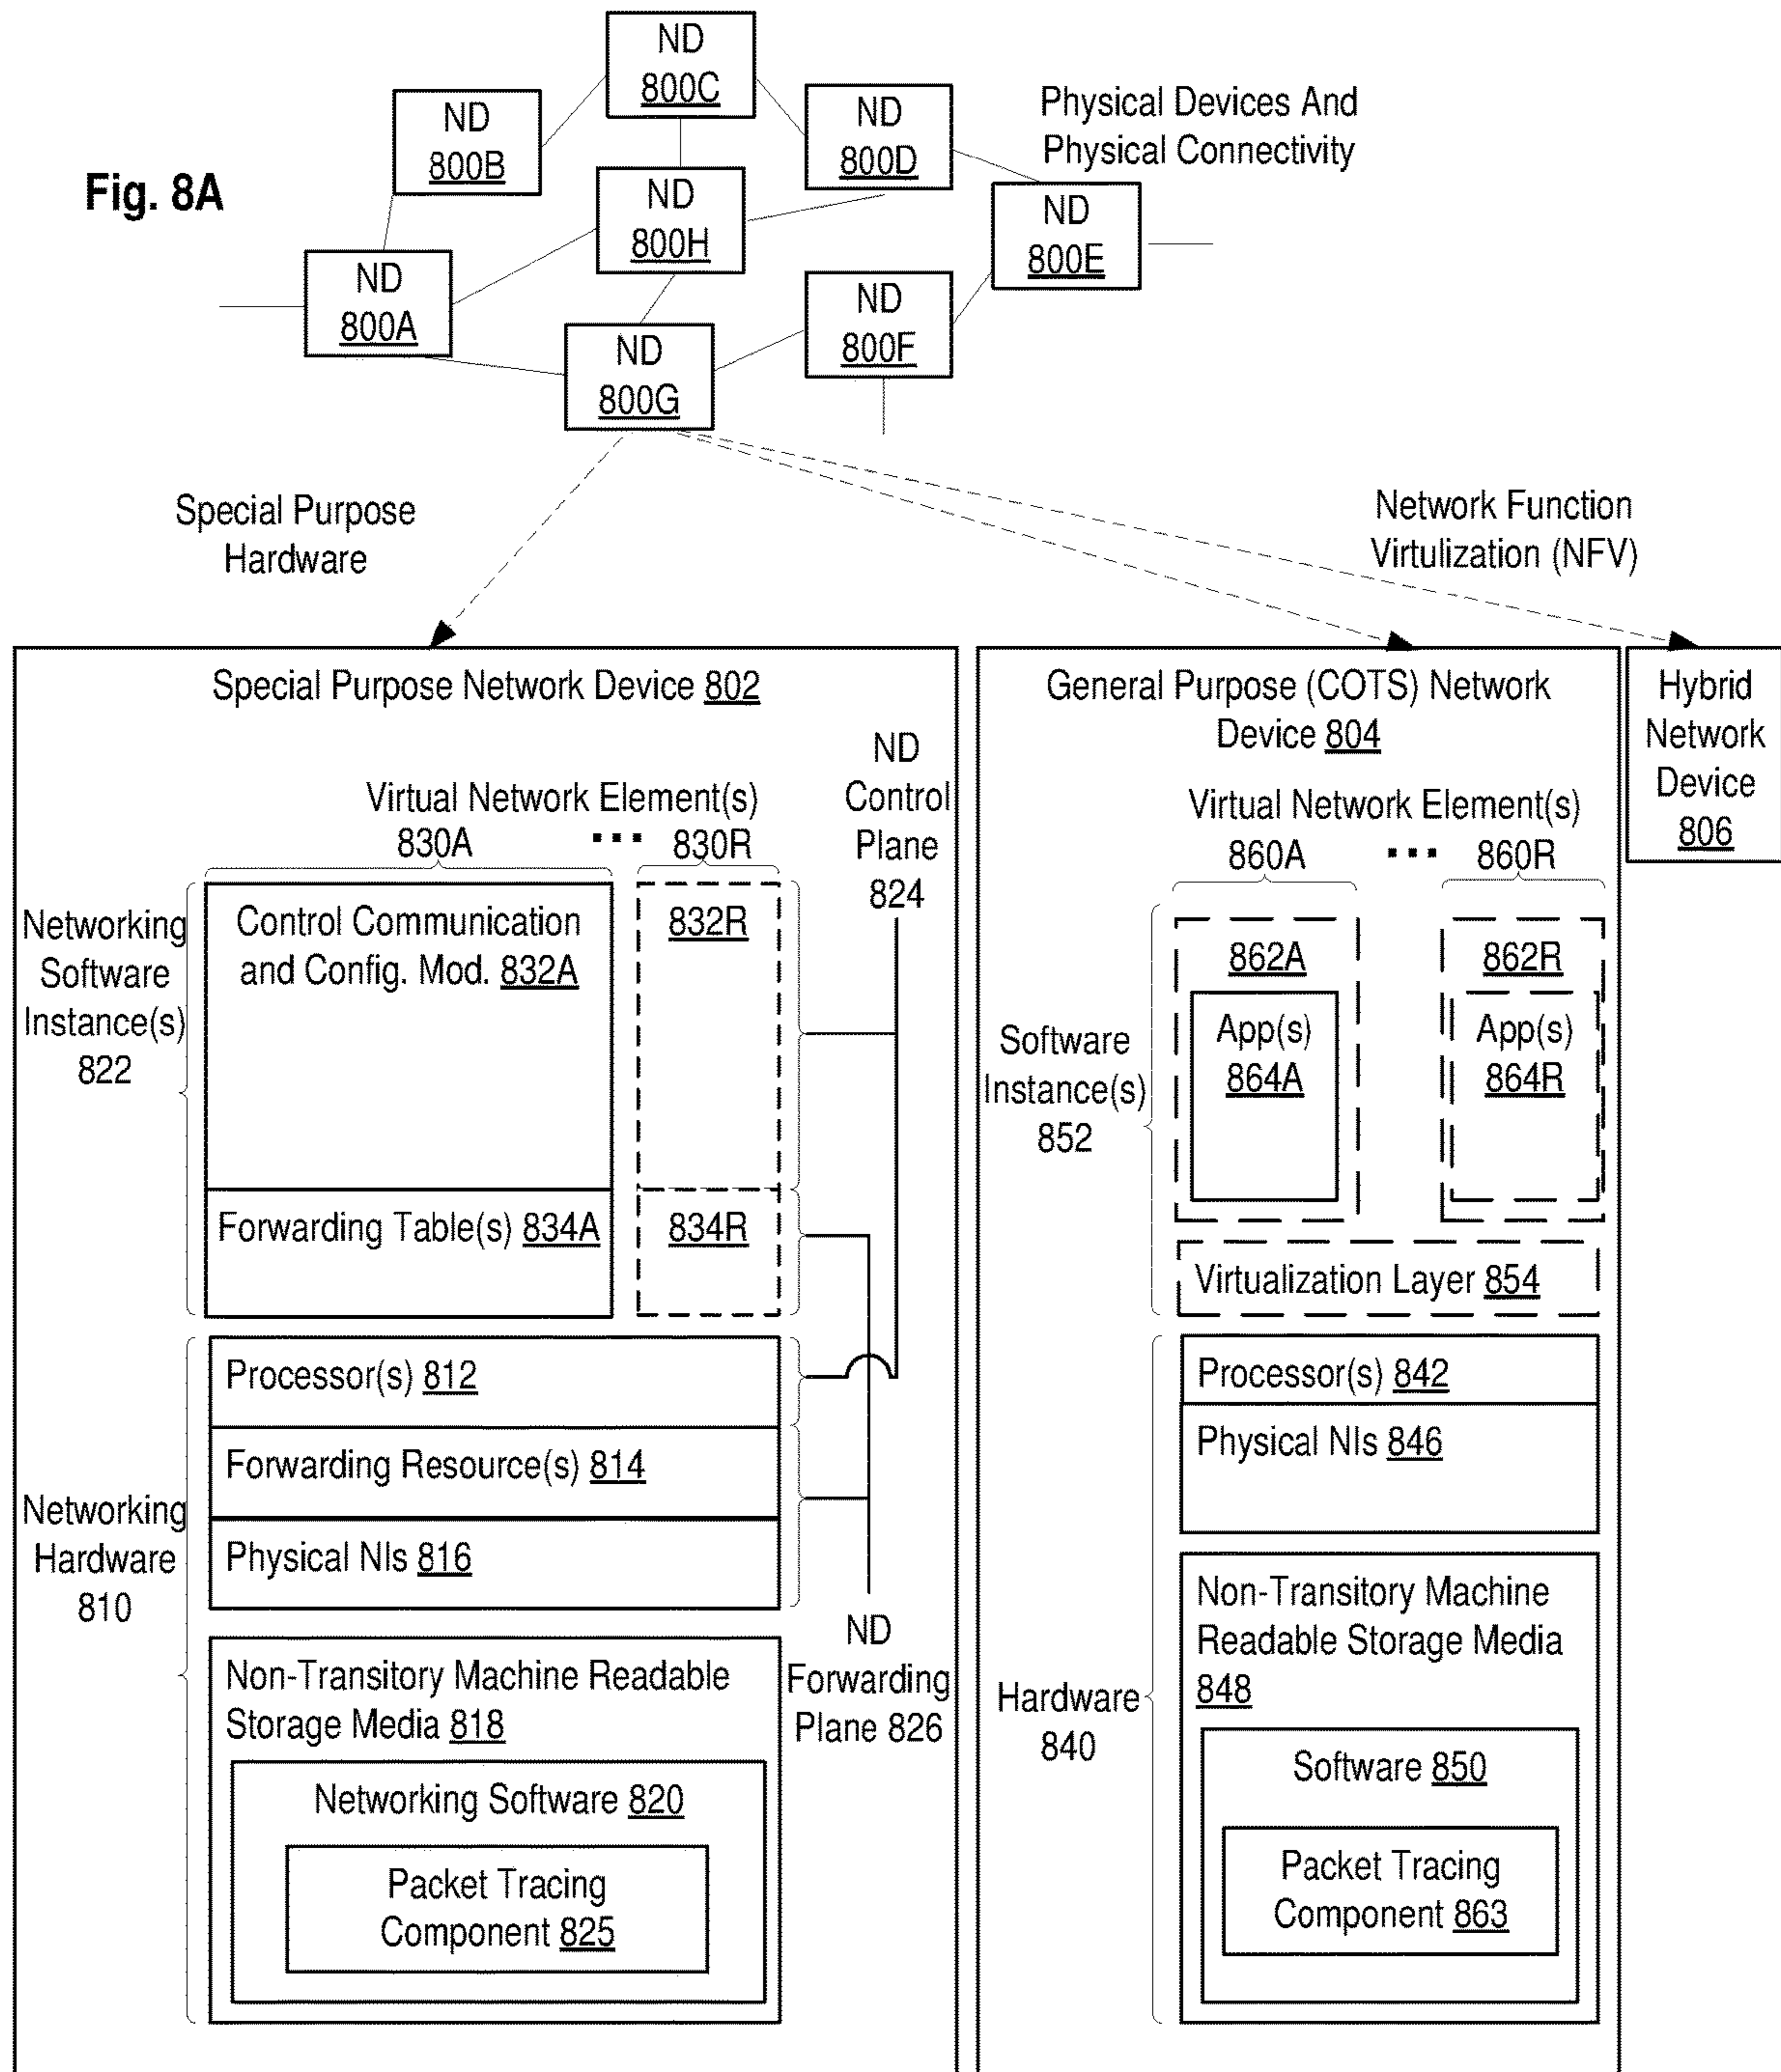 ND
800C
ND
800B
ND
800D
Physical Devices And
Physical Connectivity
Fig. 8A
ND
800H
ND
800E
ND
800A
ND
800F
ND
800G
Special Purpose
Hardware
Network Function
Virtulization (NFV)
Special Purpose Network Device 802
ND
Control
Plane
824
Virtual Network Element(s)
830A
...
830R
Networking
Software
Instance(s)
822
Control Communication
and Config. Mod. 832A
832R
Forwarding Table(s) 834A
834R
Networking
Hardware
810
Processor(s) 812
Forwarding Resource(s) 814
Physical NIs 816
ND
Forwarding
Plane 826
Non-Transitory Machine Readable
Storage Media 818
Networking Software 820
Packet Tracing
Component 825
General Purpose (COTS) Network
Device 804
Virtual Network Element(s)
860A
...
860R
Software
Instance(s)
852
862A
App(s)
864A
862R
App(s)
864R
Virtualization Layer 854
Hardware
840
Processor(s) 842
Physical NIs 846
Non-Transitory Machine
Readable Storage Media
848
Software 850
Packet Tracing
Component 863
Hybrid
Network
Device
806